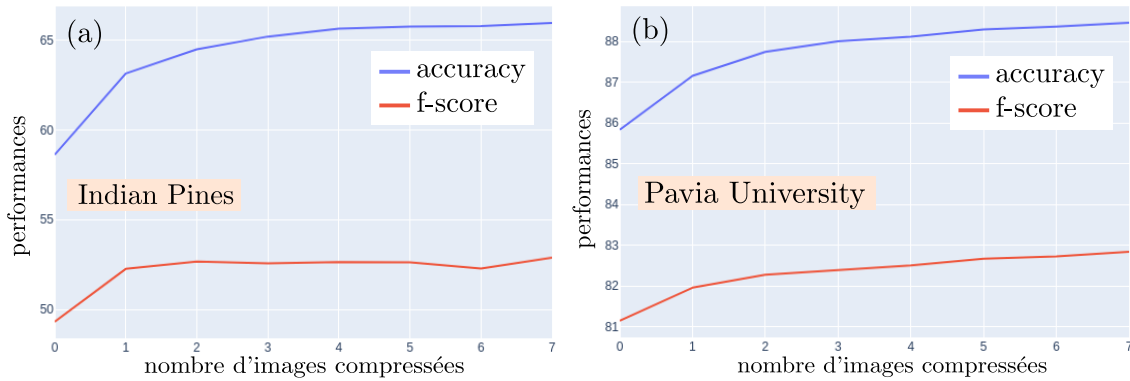 (a)
accuracy
f-score
Indian Pines
performances
65
60
55
50
0 1 2 3 4 5 6 7
nombre d'images compressées
(b)
accuracy
f-score
Pavia University
performances
88
87
86
85
84
83
82
81
0 1 2 3 4 5 6 7
nombre d'images compressées